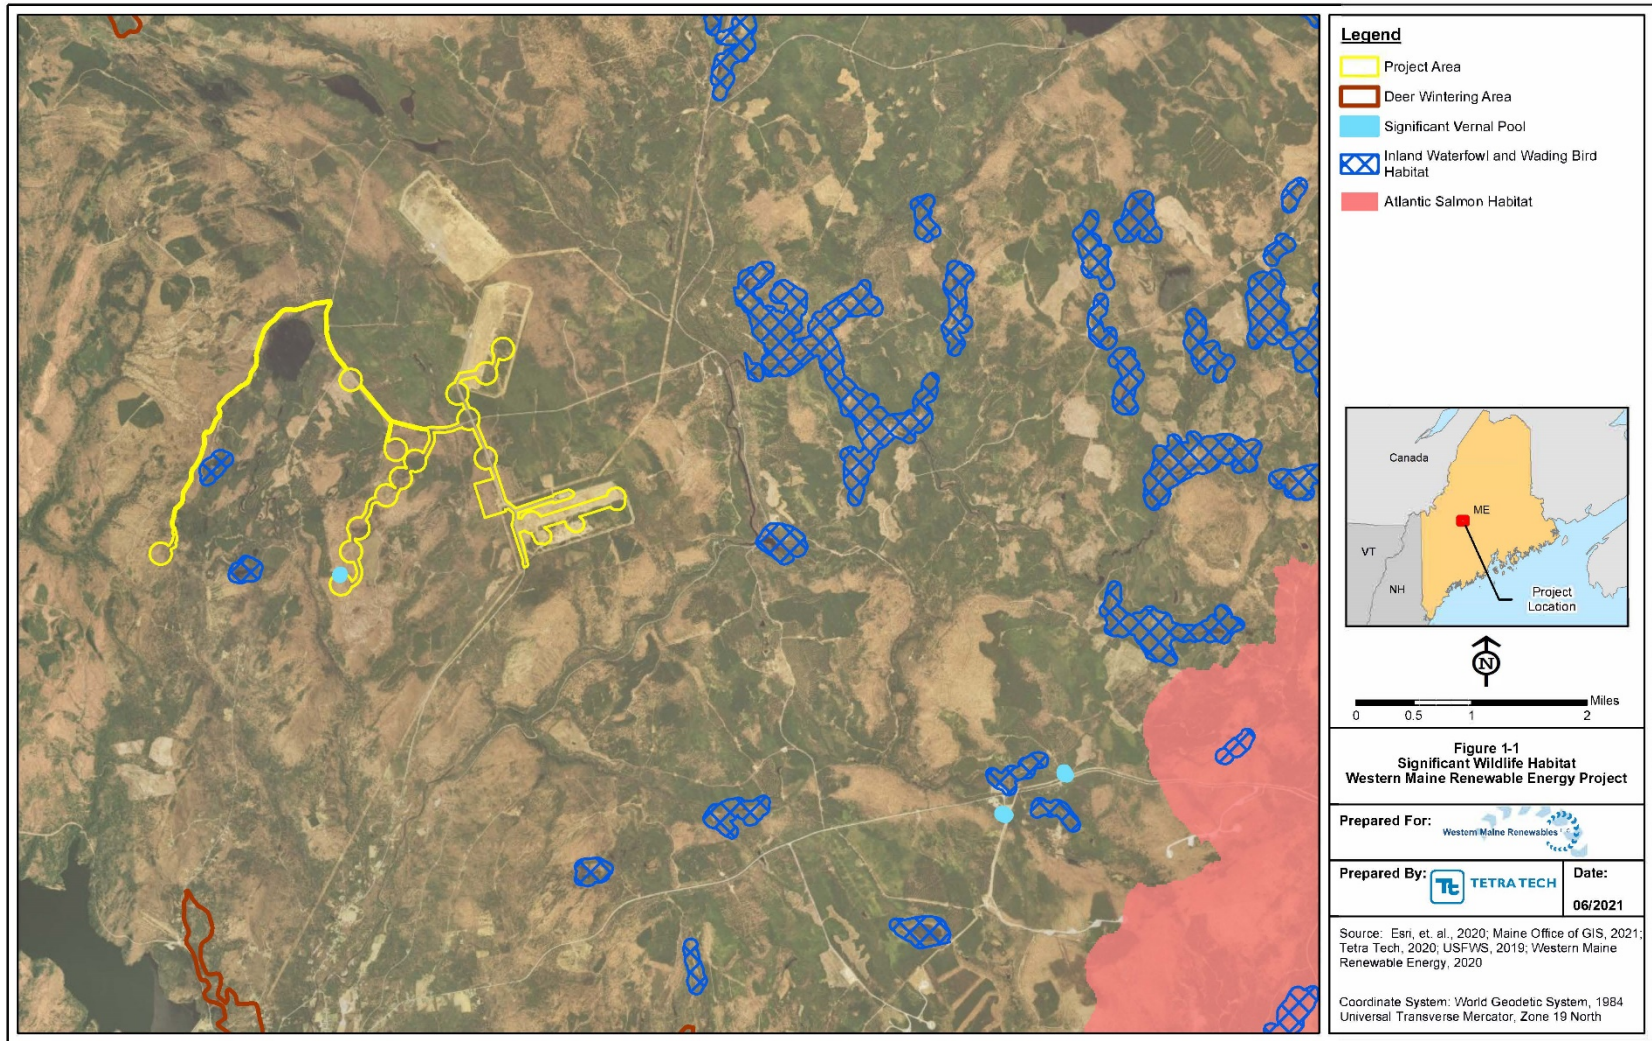 Legend
Project Area
Deer Wintering Area
Significant Vernal Pool
Inland Waterfowl and Wading Bird
Habitat
Atlantic Salmon Habitat
Canada
ME
VT
NH
Project
Location
N
Miles
0 0.5 1 2
Figure 1-1
Significant Wildlife Habitat
Western Maine Renewable Energy Project
Prepared For:
Western Maine Renewables
Prepared By:
Tt TETRA TECH
Date:
06/2021
Source: Esri, et. al., 2020; Maine Office of GIS, 2021;
Tetra Tech, 2020; USFWS, 2019; Western Maine
Renewable Energy, 2020
Coordinate System: World Geodetic System, 1984
Universal Transverse Mercator, Zone 19 North